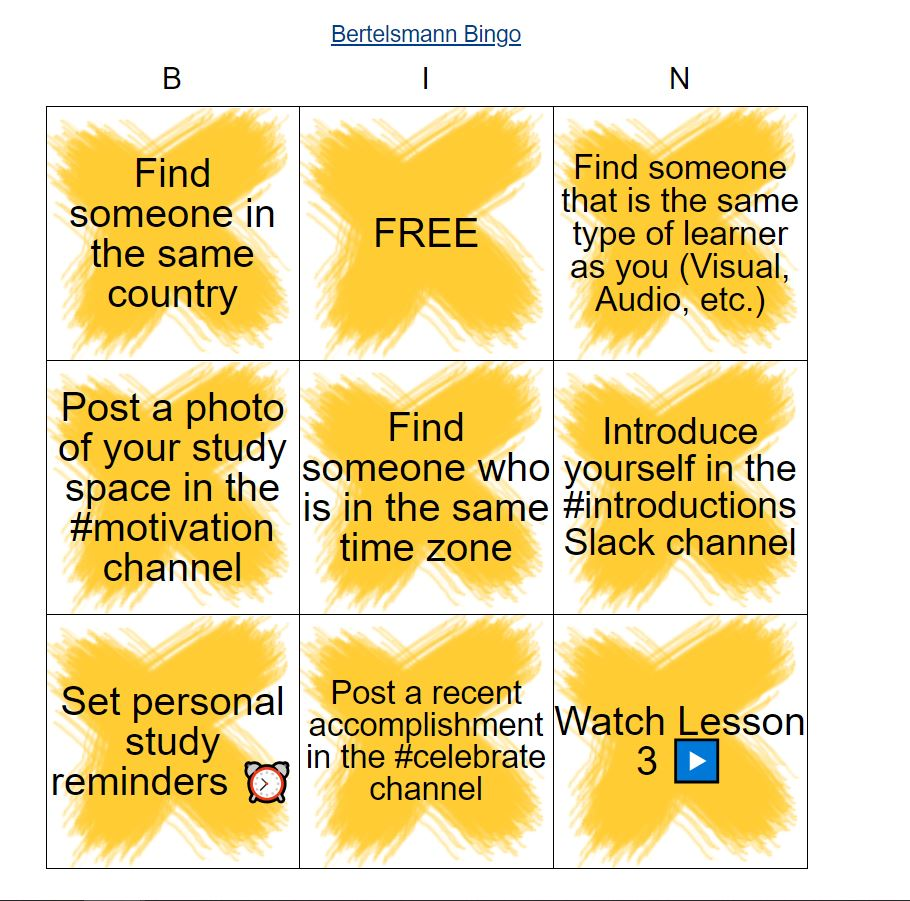 Bertelsmann Bingo
B I N
Find
someone in
the same
country
FREE
Find someone
that is the same
type of learner
as you (Visual,
Audio, etc.)
Post a photo
of your study
space in the
#motivation
channel
Find
someone who
is in the same
time zone
Introduce
yourself in the
#introductions
Slack channel
Set personal
study
reminders ⏰
Post a recent
accomplishment
in the #celebrate
channel
Watch Lesson
3 ▶️